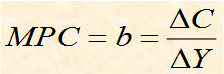 MPC = b = ΔC / ΔY